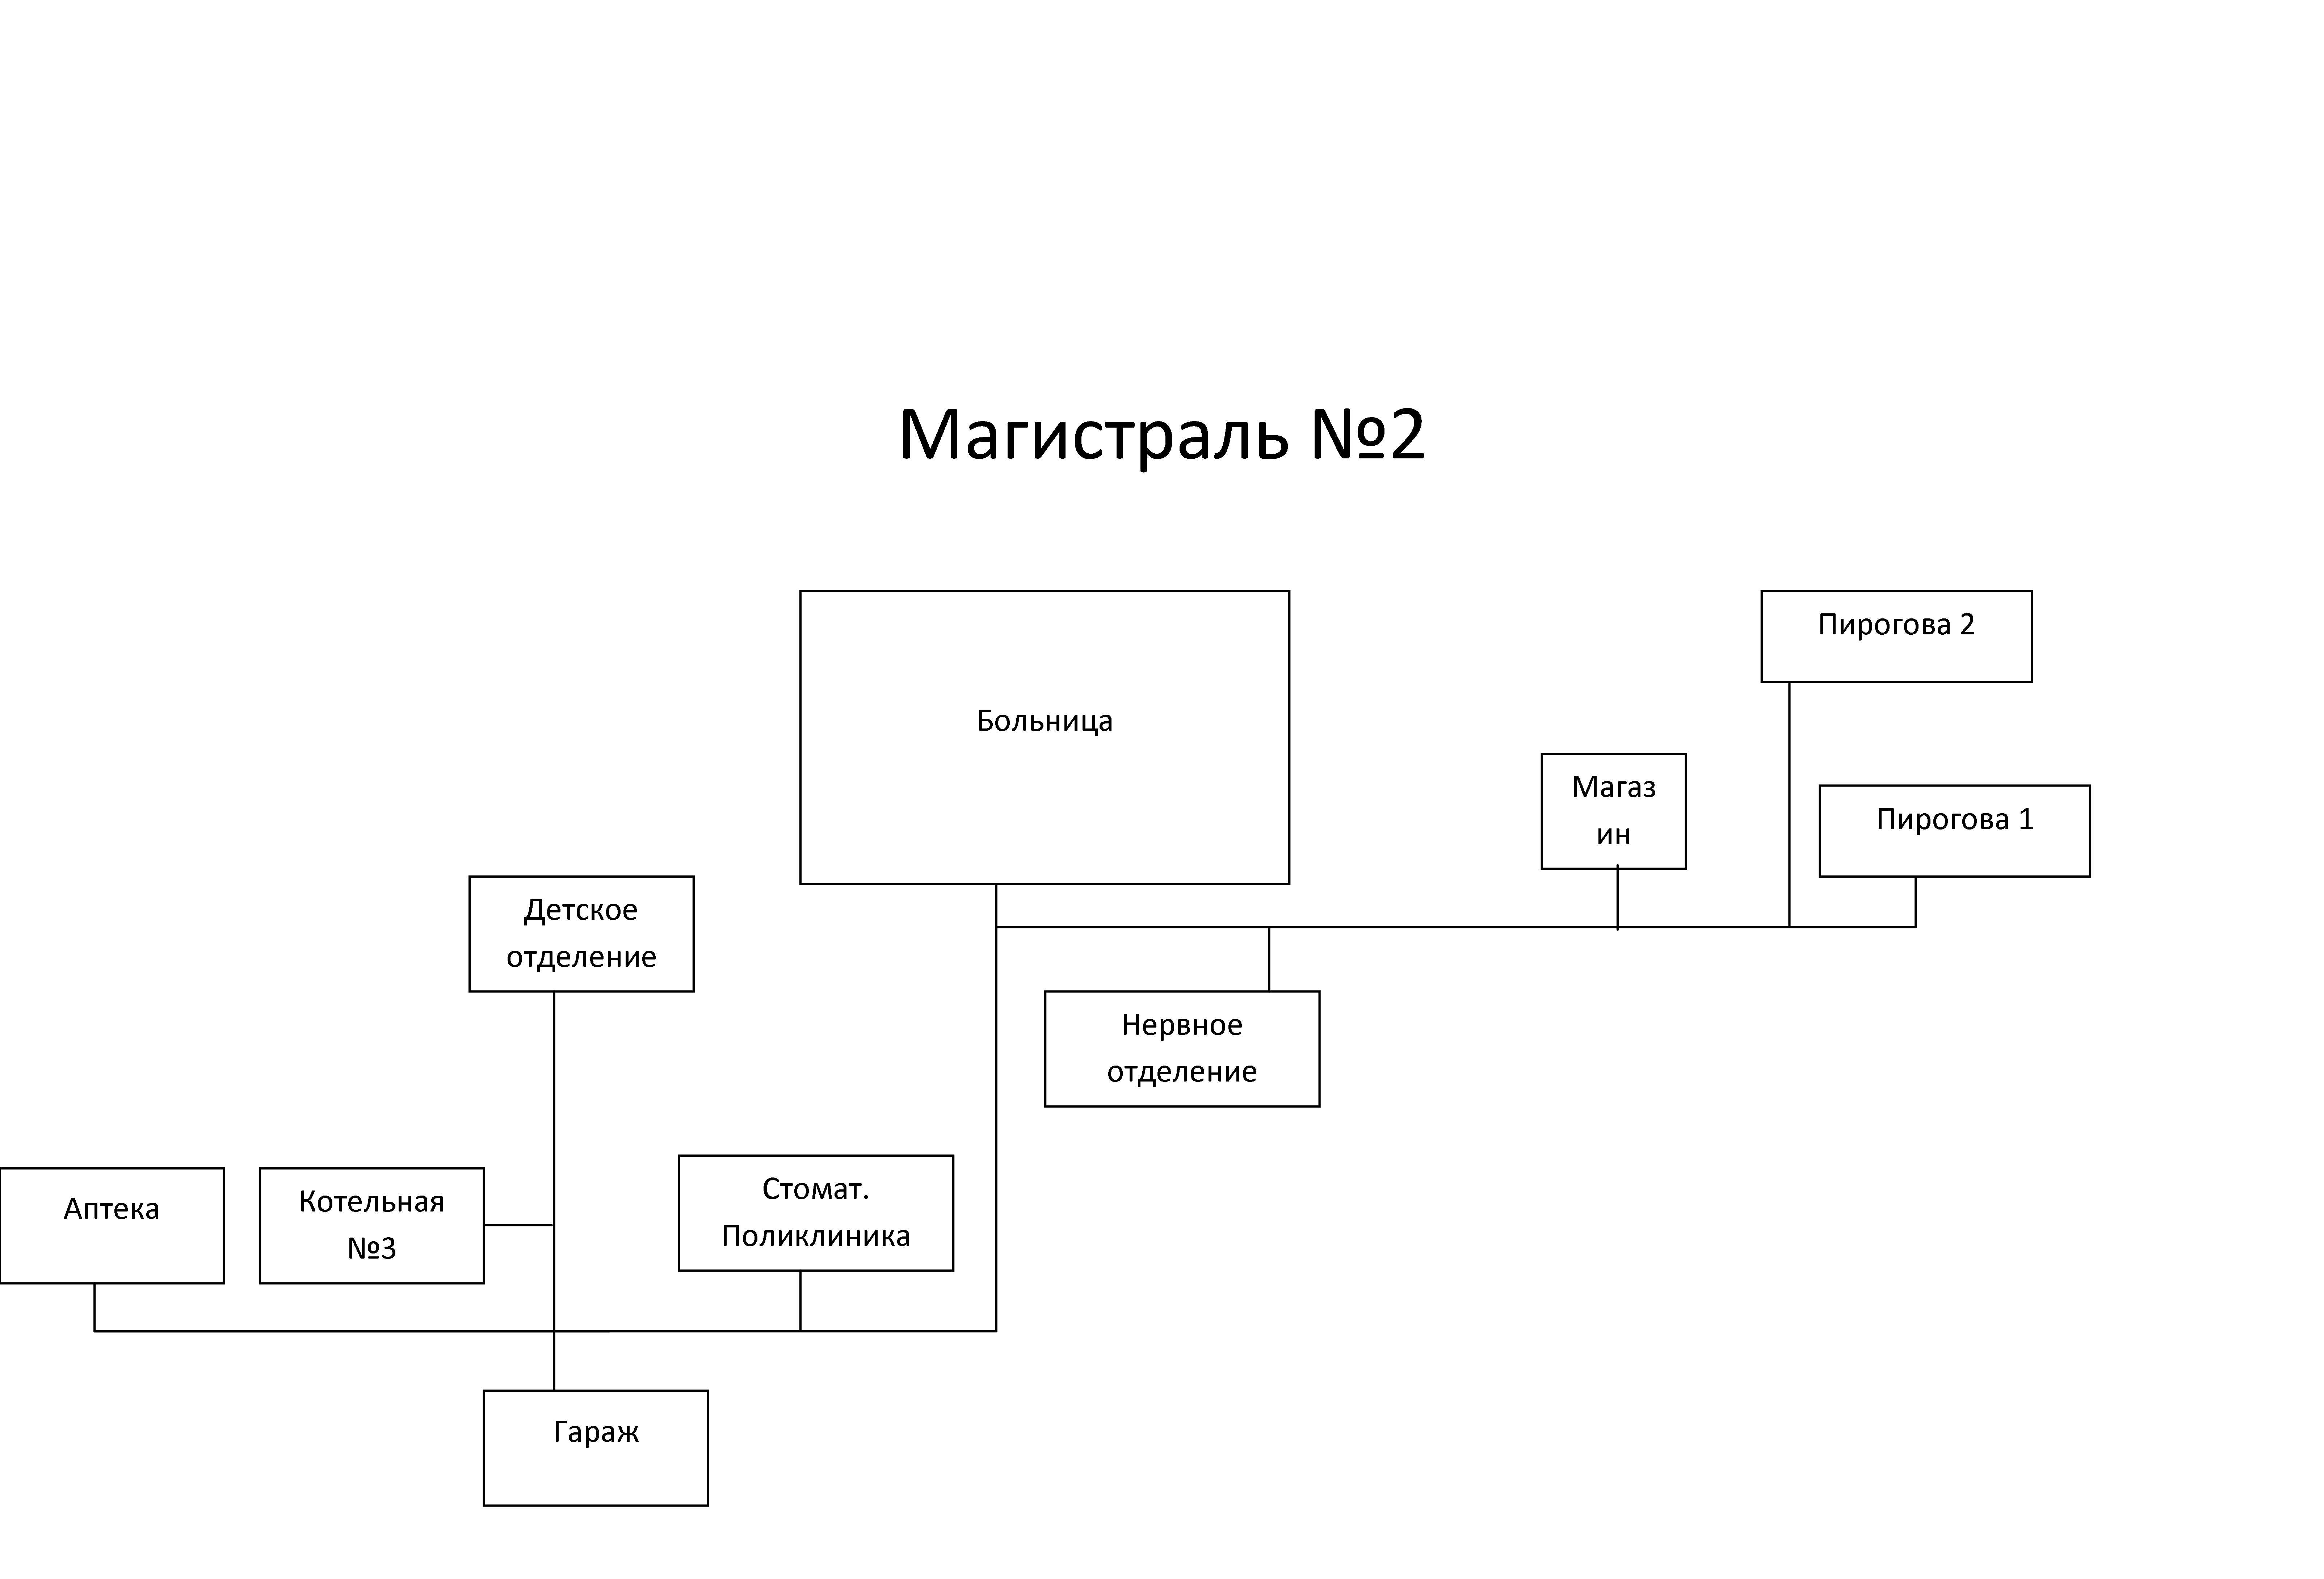 Магистраль №2
Больница
Пирогова 2
Магаз
ин
Пирогова 1
Детское
отделение
Нервное
отделение
Аптека
Котельная
№3
Стомат.
Поликлиника
Гараж